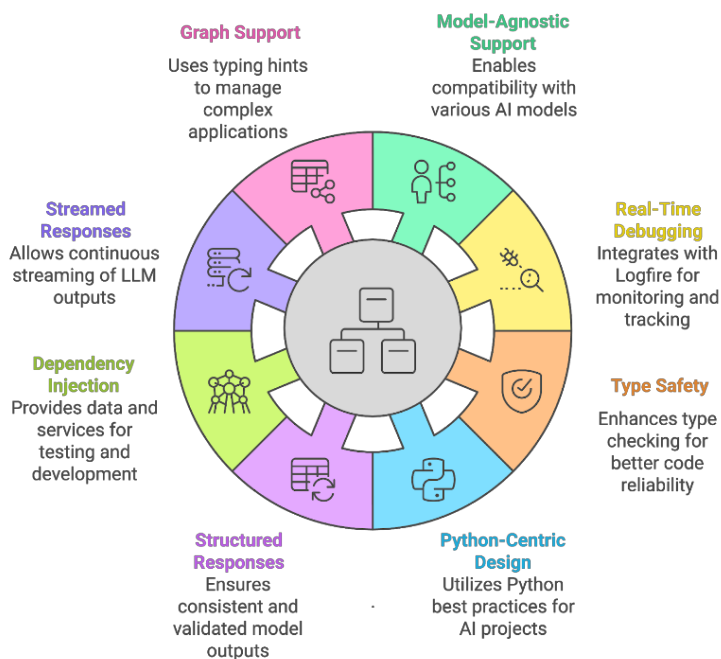 Graph Support
Uses typing hints
to manage
complex
applications
Model-Agnostic
Support
Enables
compatibility with
various AI models
Streamed
Responses
Allows continuous
streaming of LLM
outputs
Real-Time
Debugging
Integrates with
Logfire for
monitoring and
tracking
Dependency
Injection
Provides data and
services for
testing and
development
Type Safety
Enhances type
checking for
better code
reliability
Structured
Responses
Ensures
consistent and
validated model
outputs
Python-Centric
Design
Utilizes Python
best practices for
AI projects